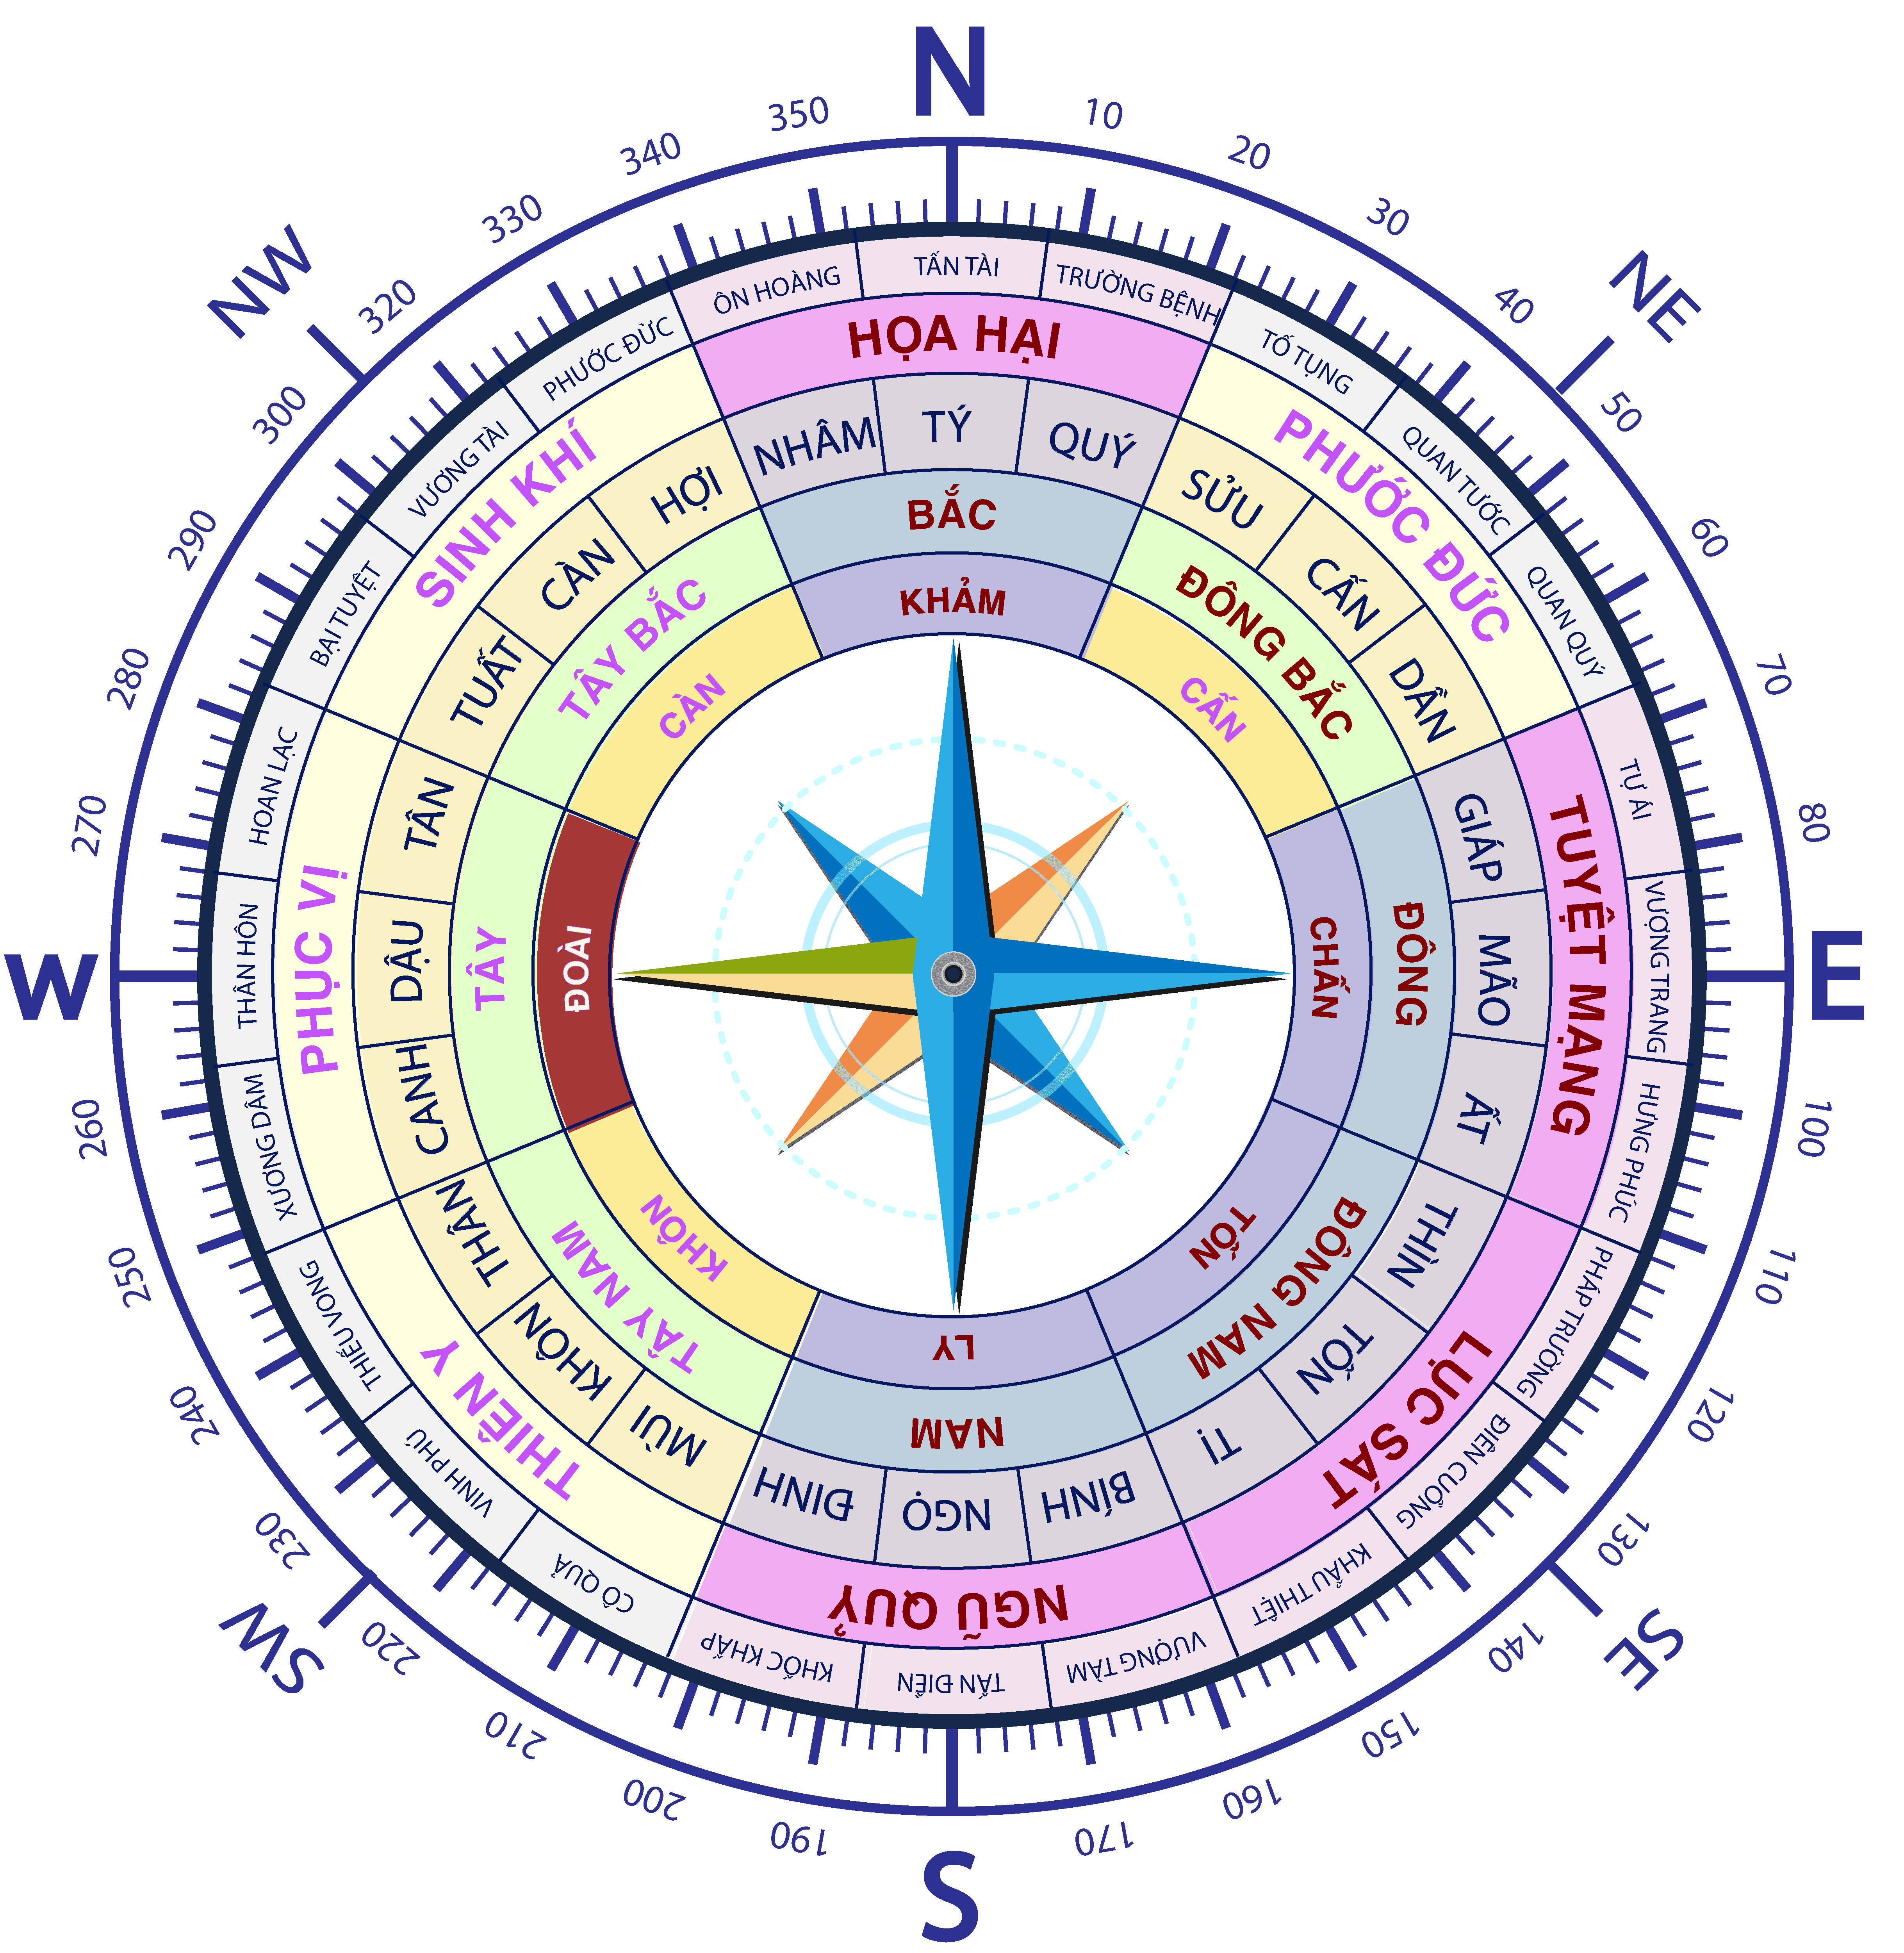 N
10
20
30
40
NE
50
60
70
80
E
100
110
120
130
SE
140
150
160
170
S
190
200
210
220
SW
230
240
250
260
W
270
280
290
300
320
NW
330
340
350
ÔN HOÀNG
TẤN TÀI
TRƯỜNG BỆNH
TỐ TỤNG
QUAN TƯỚC
QUAN QUÝ
TỰ ÁI
VƯỢNG TRANG
HƯNG PHÚC
PHÁP TRƯỜNG
ĐIÊN CUỒNG
KHẨU THIỆT
VƯỢNG TÀM
TẤN ĐIỀN
KHỐC KHẤP
CÔ QUẢ
VINH PHÚ
THIẾU VONG
XƯƠNG DÂM
THÂN HÔN
HOAN LẠC
BẠI TUYỆT
VƯƠNG TÀI
PHƯỚC ĐỨC
HỌA HẠI
PHƯỚC ĐỨC
TUYỆT MẠNG
LỤC SÁT
NGŨ QUỶ
THIÊN Y
PHỤC VỊ
SINH KHÍ
NHÂM
TÝ
QUÝ
SỬU
CẤN
DẦN
GIÁP
MÃO
ẤT
THÌN
TỐN
TỊ
BÍNH
NGỌ
ĐINH
MÙI
KHÔN
THÂN
CANH
DẬU
TÂN
TUẤT
CÀN
HỢI
BẮC
ĐÔNG BẮC
ĐÔNG
ĐÔNG NAM
NAM
TÂY NAM
TÂY
TÂY BẮC
KHẢM
CẤN
CHẤN
TỐN
LY
KHÔN
ĐOÀI
CÀN